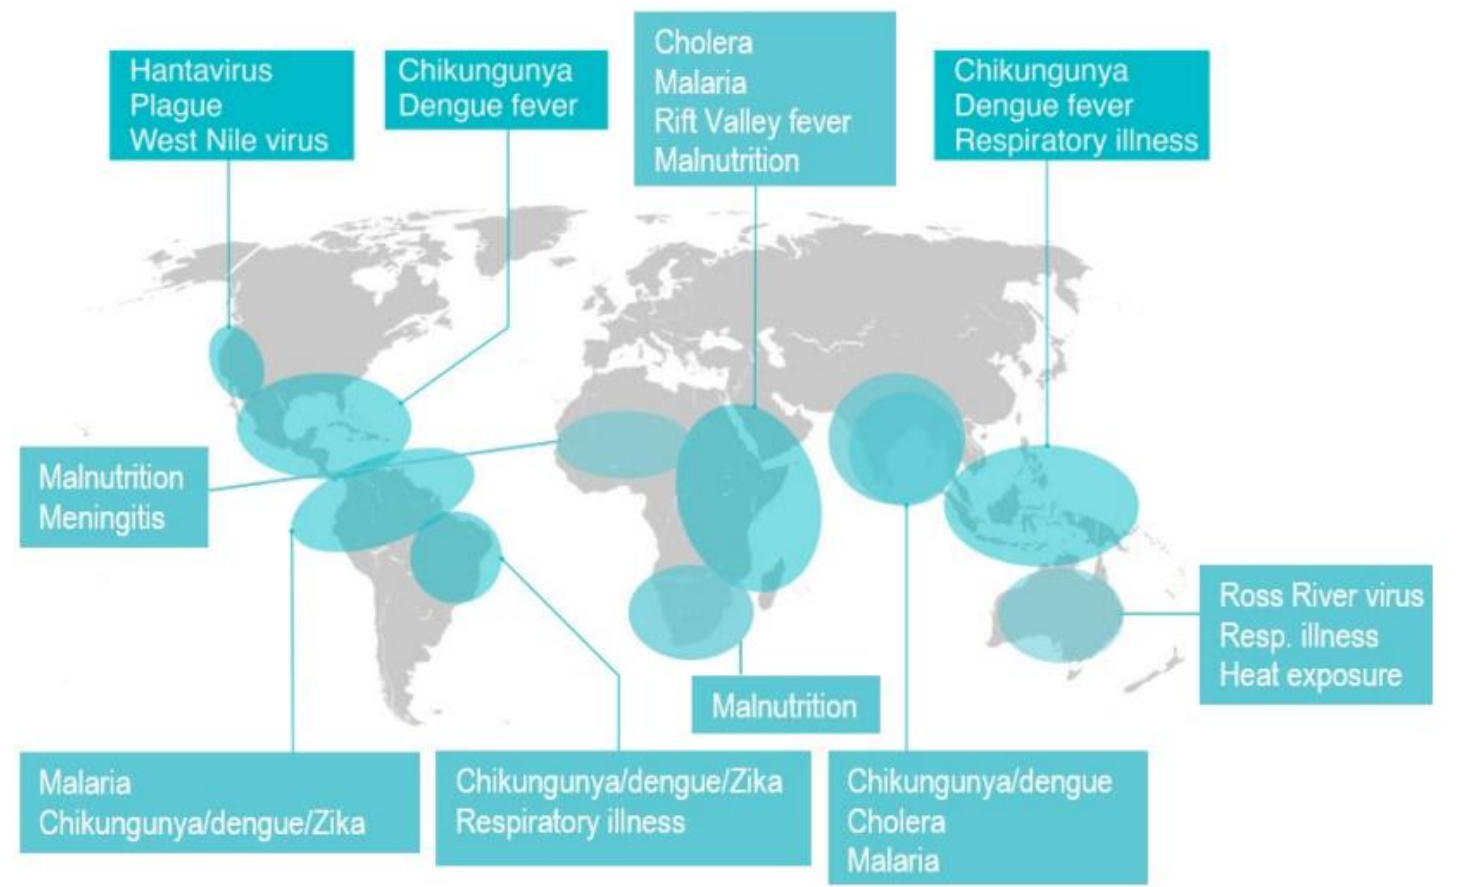 Hantavirus
Plague
West Nile virus
Chikungunya
Dengue fever
Cholera
Malaria
Rift Valley fever
Malnutrition
Chikungunya
Dengue fever
Respiratory illness
Malnutrition
Meningitis
Ross River virus
Resp. illness
Heat exposure
Malnutrition
Malaria
Chikungunya/dengue/Zika
Chikungunya/dengue/Zika
Respiratory illness
Chikungunya/dengue
Cholera
Malaria